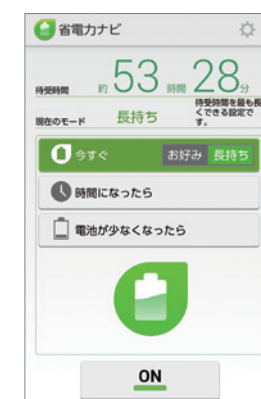 省電力ナビ
待受時間 約 53 時間 28分
現在のモード 長持ち 待受時間を最も長くできる設定です。
今すぐ お好み 長持ち
時間になったら
電池が少なくなったら
ON